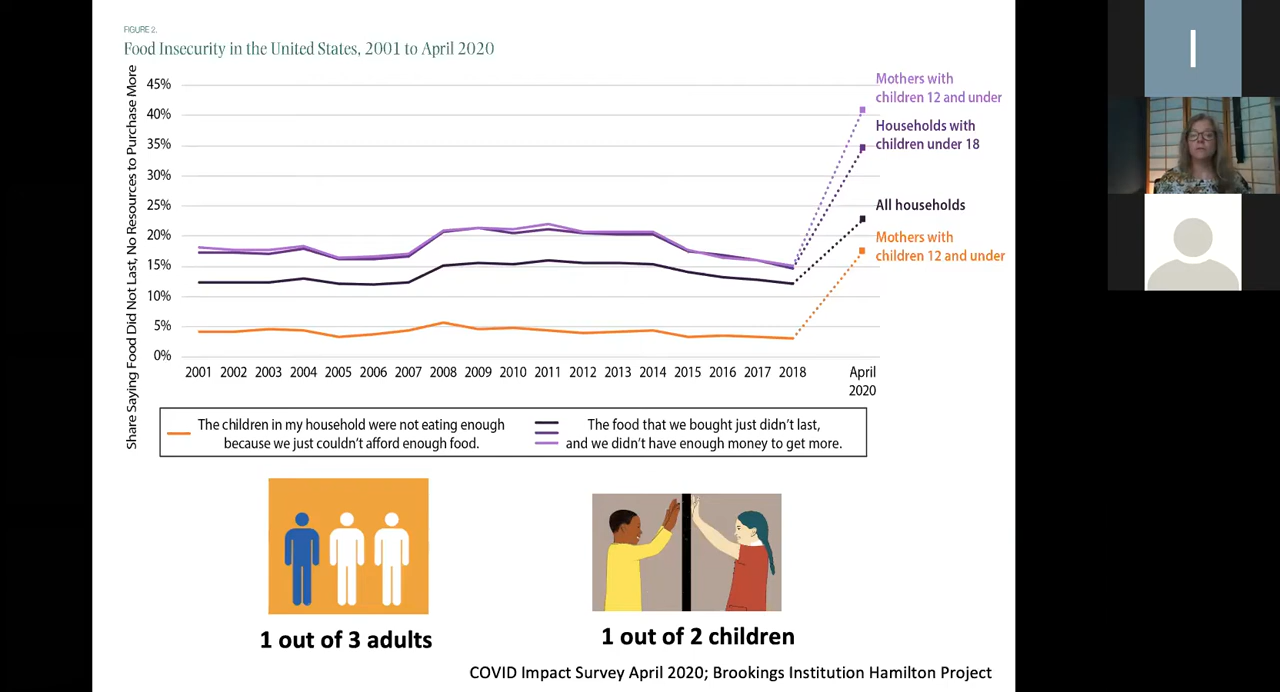 FIGURE 2.
Food Insecurity in the United States, 2001 to April 2020
Share Saying Food Did Not Last, No Resources to Purchase More
45%
40%
35%
30%
25%
20%
15%
10%
5%
0%
Mothers with
children 12 and under
Households with
children under 18
All households
Mothers with
children 12 and under
2001 2002 2003 2004 2005 2006 2007 2008 2009 2010 2011 2012 2013 2014 2015 2016 2017 2018 April
2020
The children in my household were not eating enough
because we just couldn't afford enough food.
The food that we bought just didn't last,
and we didn't have enough money to get more.
1 out of 3 adults
1 out of 2 children
COVID Impact Survey April 2020; Brookings Institution Hamilton Project
I